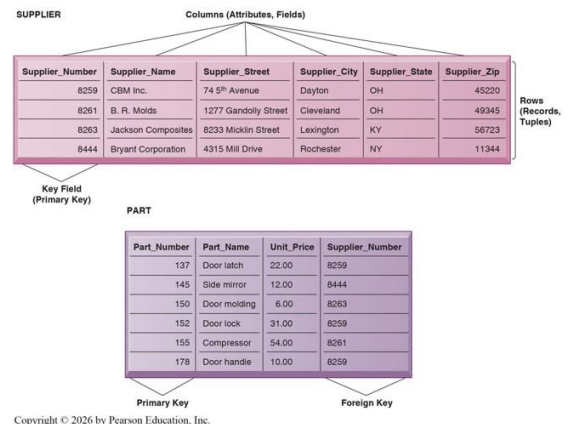 SUPPLIER
Columns (Attributes, Fields)
Supplier_Number Supplier_Name Supplier_Street Supplier_City Supplier_State Supplier_Zip
8259 CBM Inc. 74 5th Avenue Dayton OH 45220
8261 B. R. Molds 1277 Gandolly Street Cleveland OH 49345
8263 Jackson Composites 8233 Micklin Street Lexington KY 56723
8444 Bryant Corporation 4315 Mill Drive Rochester NY 11344
Rows
(Records,
Tuples)
Key Field
(Primary Key)
PART
Part_Number Part_Name Unit_Price Supplier_Number
137 Door latch 22.00 8259
145 Side mirror 12.00 8444
150 Door molding 6.00 8263
152 Door lock 31.00 8259
155 Compressor 54.00 8261
178 Door handle 10.00 8259
Primary Key
Foreign Key
Copyright © 2026 by Pearson Education, Inc.